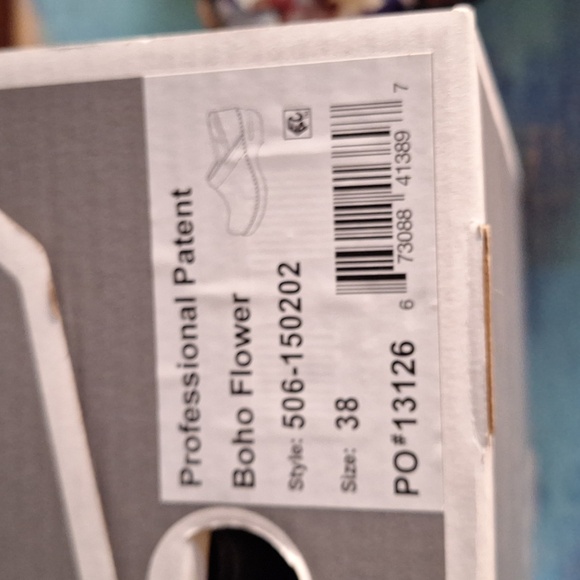 Professional Patent
Boho Flower
Style: 506-150202
Size: 38
PO#13126
6 73088 41389 7